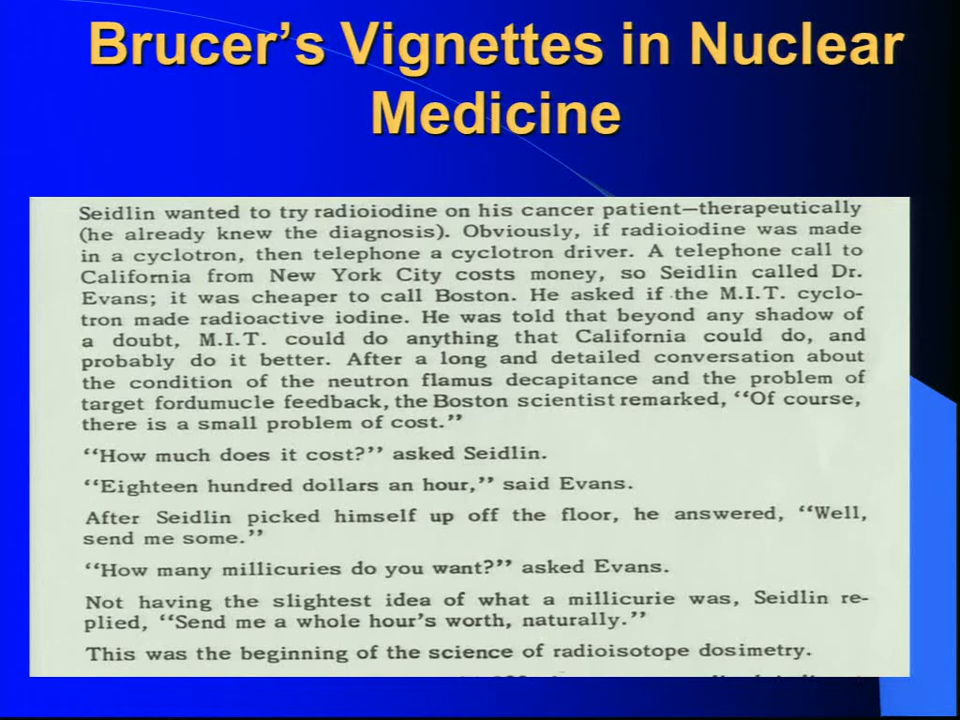 Brucer's Vignettes in Nuclear
Medicine
Seidlin wanted to try radioiodine on his cancer patient—therapeutically
(he already knew the diagnosis). Obviously, if radioiodine was made
in a cyclotron, then telephone a cyclotron driver. A telephone call to
California from New York City costs money, so Seidlin called Dr.
Evans; it was cheaper to call Boston. He asked if the M.I.T. cyclo-
tron made radioactive iodine. He was told that beyond any shadow of
a doubt, M.I.T. could do anything that California could do, and
probably do it better. After a long and detailed conversation about
the condition of the neutron flamus decapitance and the problem of
target fordumucle feedback, the Boston scientist remarked, "Of course,
there is a small problem of cost."
"How much does it cost?" asked Seidlin.
"Eighteen hundred dollars an hour," said Evans.
After Seidlin picked himself up off the floor, he answered, "Well,
send me some."
"How many millicuries do you want?" asked Evans.
Not having the slightest idea of what a millicurie was, Seidlin re-
plied, "Send me a whole hour's worth, naturally."
This was the beginning of the science of radioisotope dosimetry.